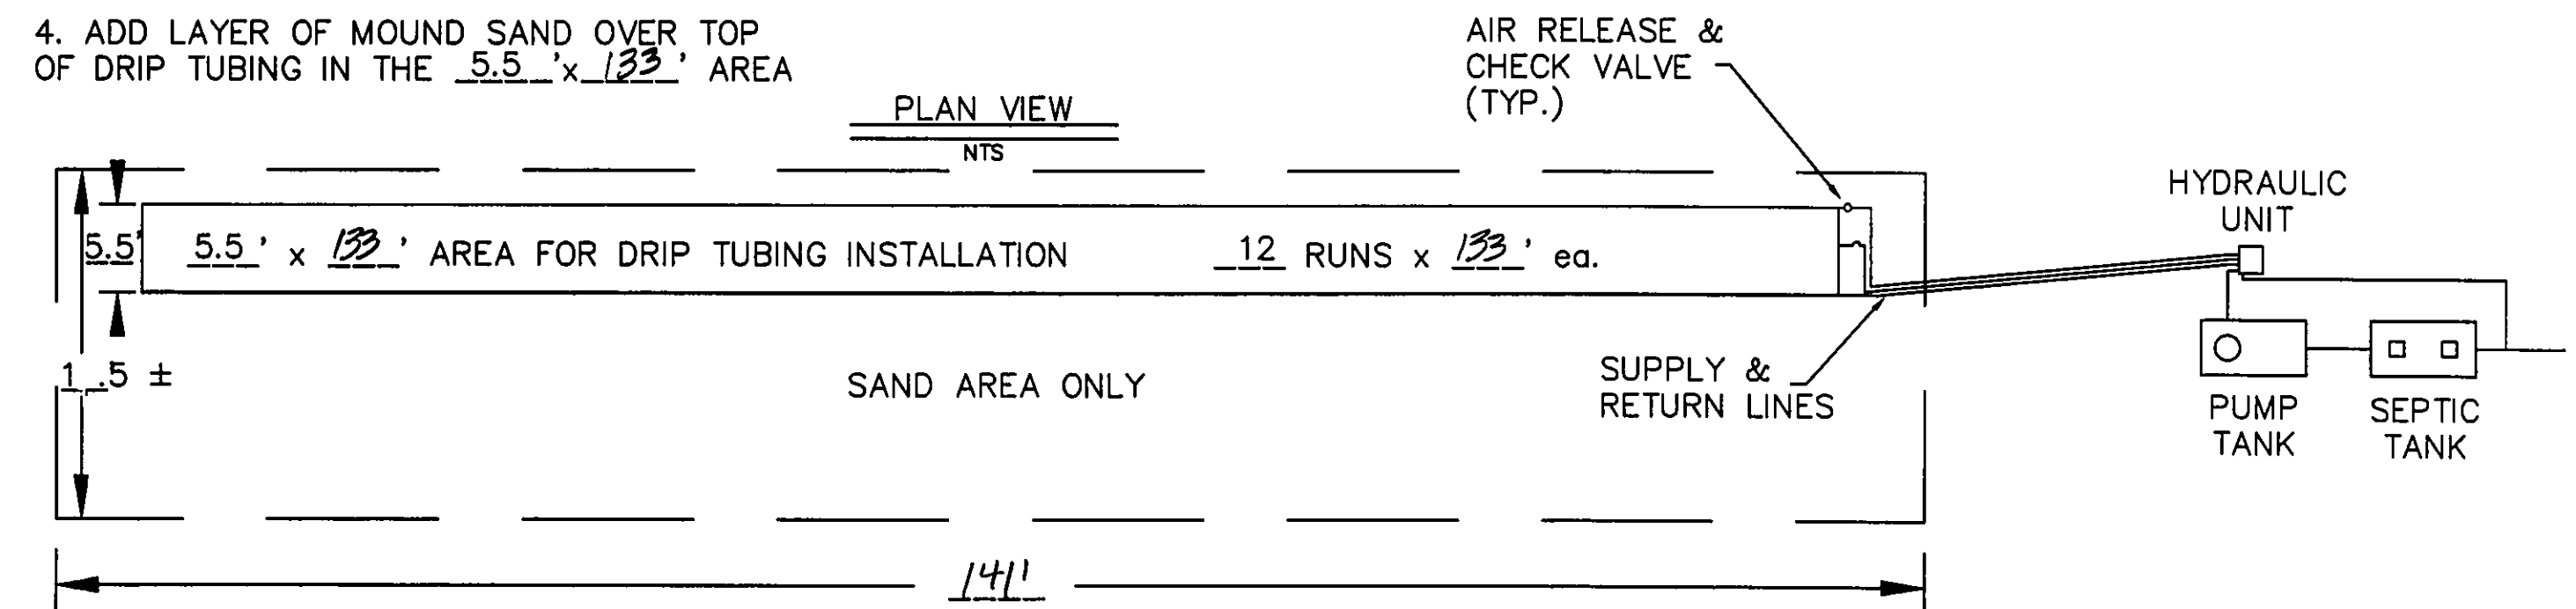 4. ADD LAYER OF MOUND SAND OVER TOP
OF DRIP TUBING IN THE 5.5 'x 133 ' AREA
AIR RELEASE &
CHECK VALVE
(TYP.)
PLAN VIEW
NTS
HYDRAULIC
UNIT
5.5'
5.5 ' x 133 ' AREA FOR DRIP TUBING INSTALLATION 12 RUNS x 133 ' ea.
1 .5 ±
SAND AREA ONLY
SUPPLY &
RETURN LINES
PUMP
TANK
SEPTIC
TANK
141'